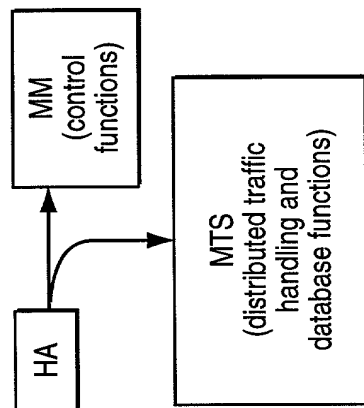 HA
MM
(control
functions)
MTS
(distributed traffic
handling and
database functions)